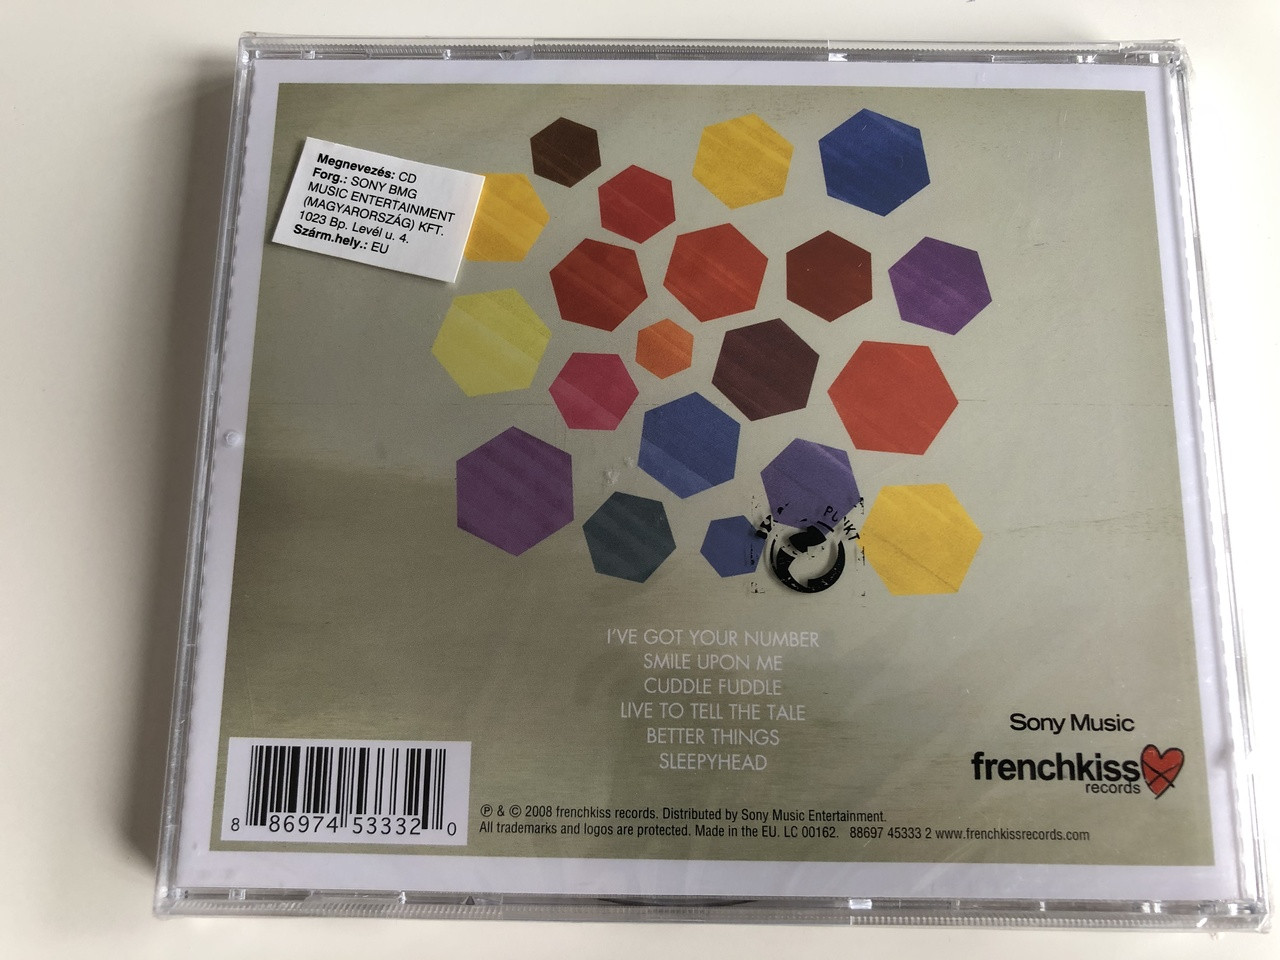 Megnevezés: CD
Forg.: SONY BMG
MUSIC ENTERTAINMENT
(MAGYARORSZÁG) KFT.
1023 Bp. Levél u. 4.
Szárm.hely.: EU
PUNKT
I'VE GOT YOUR NUMBER
SMILE UPON ME
CUDDLE FUDDLE
LIVE TO TELL THE TALE
BETTER THINGS
SLEEPYHEAD
Sony Music
frenchkiss
records
8 86974 53332 0
℗ & © 2008 frenchkiss records. Distributed by Sony Music Entertainment.
All trademarks and logos are protected. Made in the EU. LC 00162. 88697 45333 2 www.frenchkissrecords.com